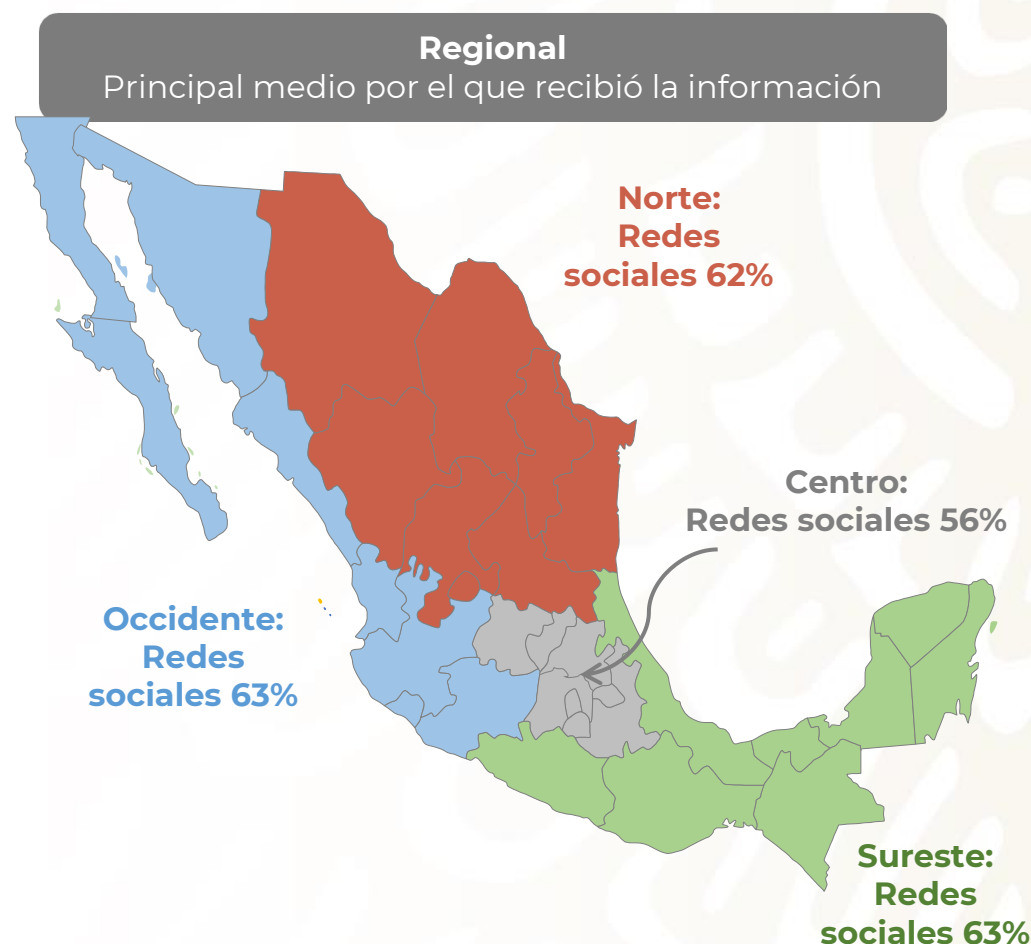 Regional
Principal medio por el que recibió la información
Norte:
Redes
sociales 62%
Centro:
Redes sociales 56%
Occidente:
Redes
sociales 63%
Sureste:
Redes
sociales 63%